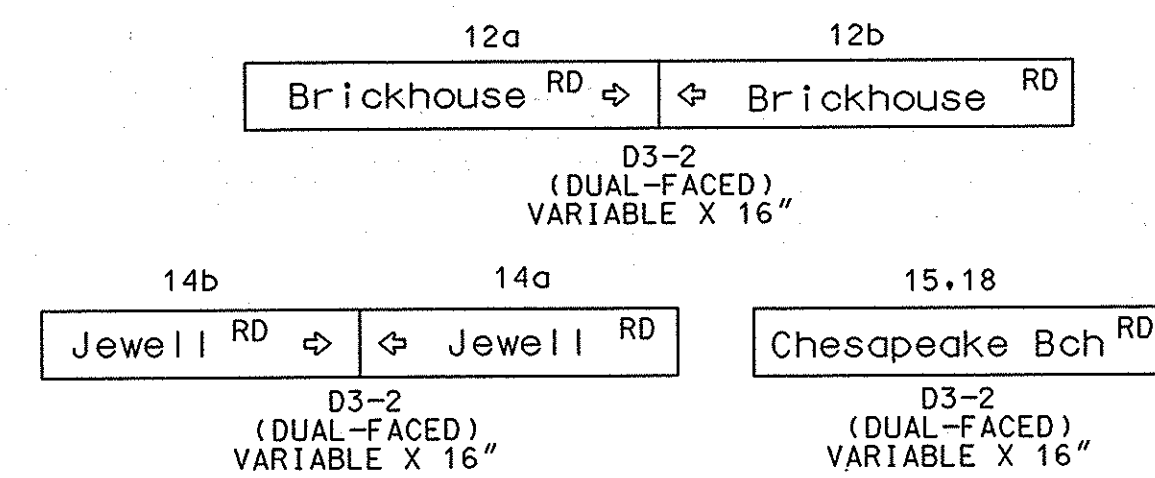 12a 12b
Brickhouse RD ⇨ ⇦ Brickhouse RD
D3-2
(DUAL-FACED)
VARIABLE X 16"
14b 14a
Jewell RD ⇨ ⇦ Jewell RD
D3-2
(DUAL-FACED)
VARIABLE X 16"
15,18
Chesapeake Bch RD
D3-2
(DUAL-FACED)
VARIABLE X 16"